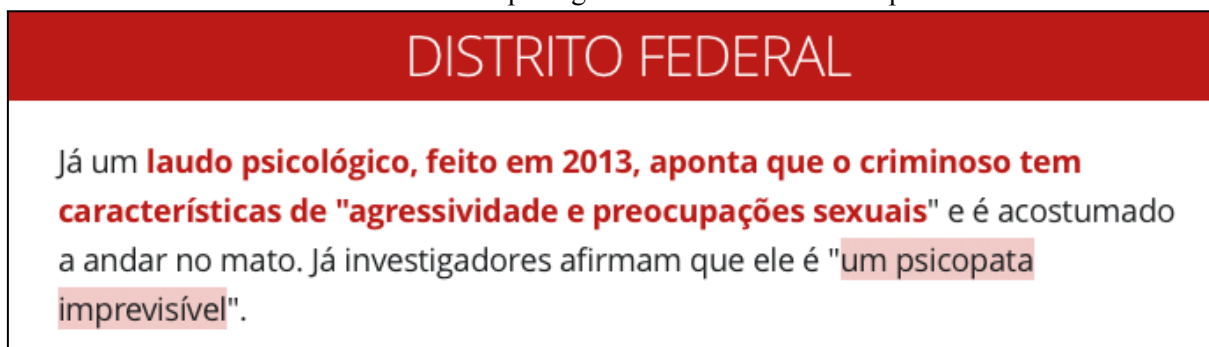 DISTRITO FEDERAL
Já um laudo psicológico, feito em 2013, aponta que o criminoso tem
características de "agressividade e preocupações sexuais" e é acostumado
a andar no mato. Já investigadores afirmam que ele é "um psicopata
imprevisível".